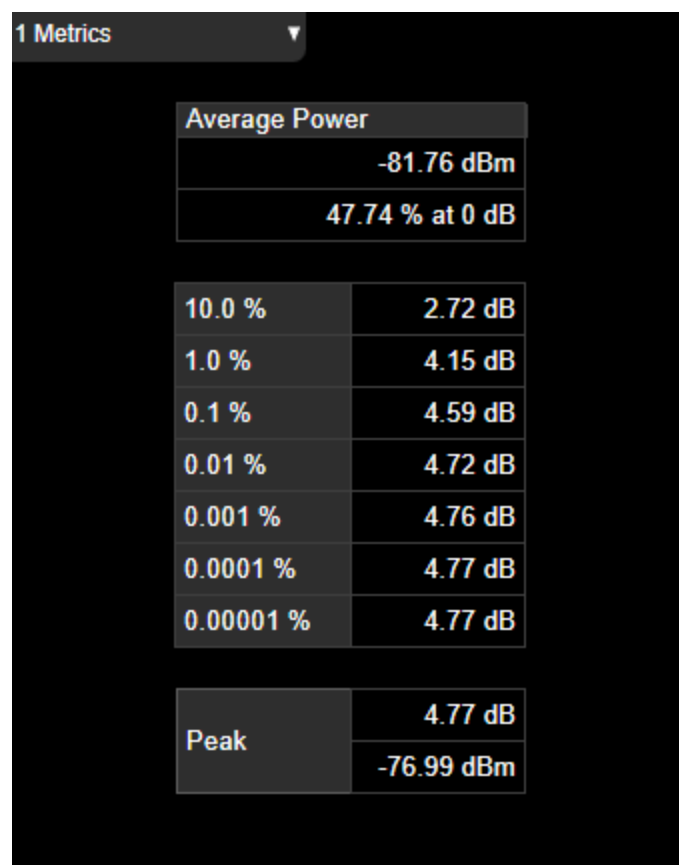 1 Metrics ▼
Average Power
-81.76 dBm
47.74 % at 0 dB
10.0 % 2.72 dB
1.0 % 4.15 dB
0.1 % 4.59 dB
0.01 % 4.72 dB
0.001 % 4.76 dB
0.0001 % 4.77 dB
0.00001 % 4.77 dB
Peak 4.77 dB
-76.99 dBm